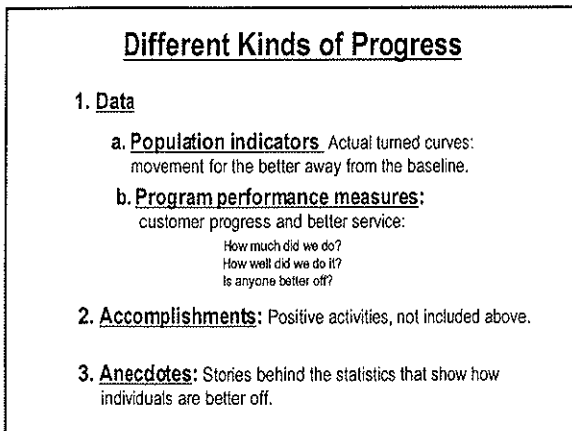 Different Kinds of Progress
1. Data
a. Population indicators Actual turned curves:
movement for the better away from the baseline.
b. Program performance measures:
customer progress and better service:
How much did we do?
How well did we do it?
Is anyone better off?
2. Accomplishments: Positive activities, not included above.
3. Anecdotes: Stories behind the statistics that show how
individuals are better off.